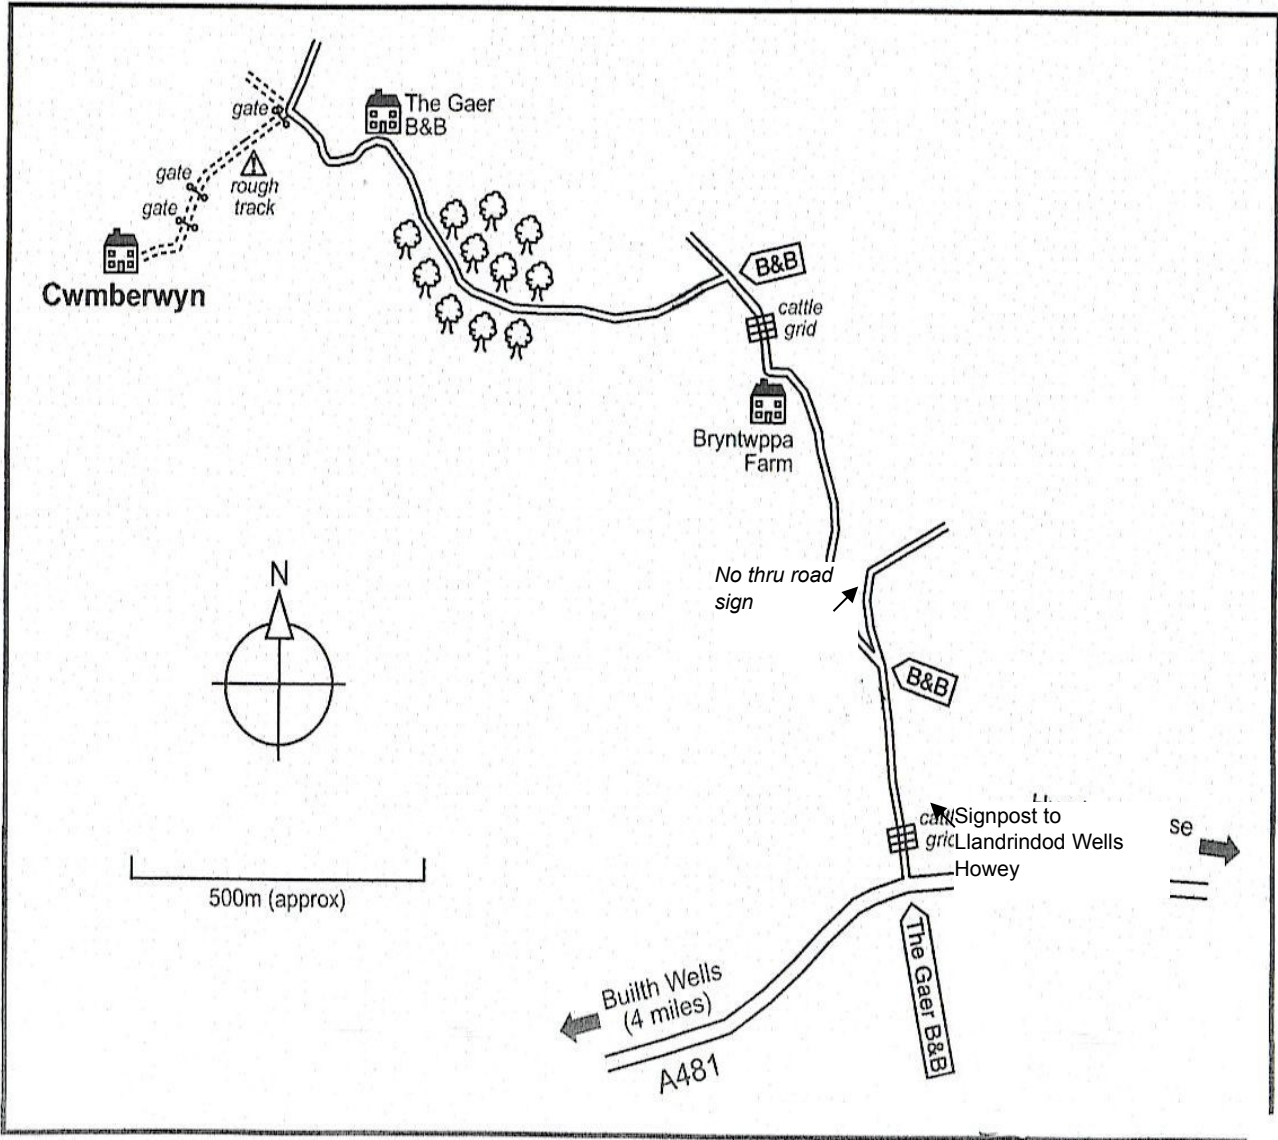 gate
The Gaer
B&B
gate
rough
track
gate
Cwmberwyn
B&B
cattle
grid
Bryntwppa
Farm
No thru road
sign
N
B&B
Signpost to
Llandrindod Wells
Howey
500m (approx)
Builth Wells
(4 miles)
A481
The Gaer B&B